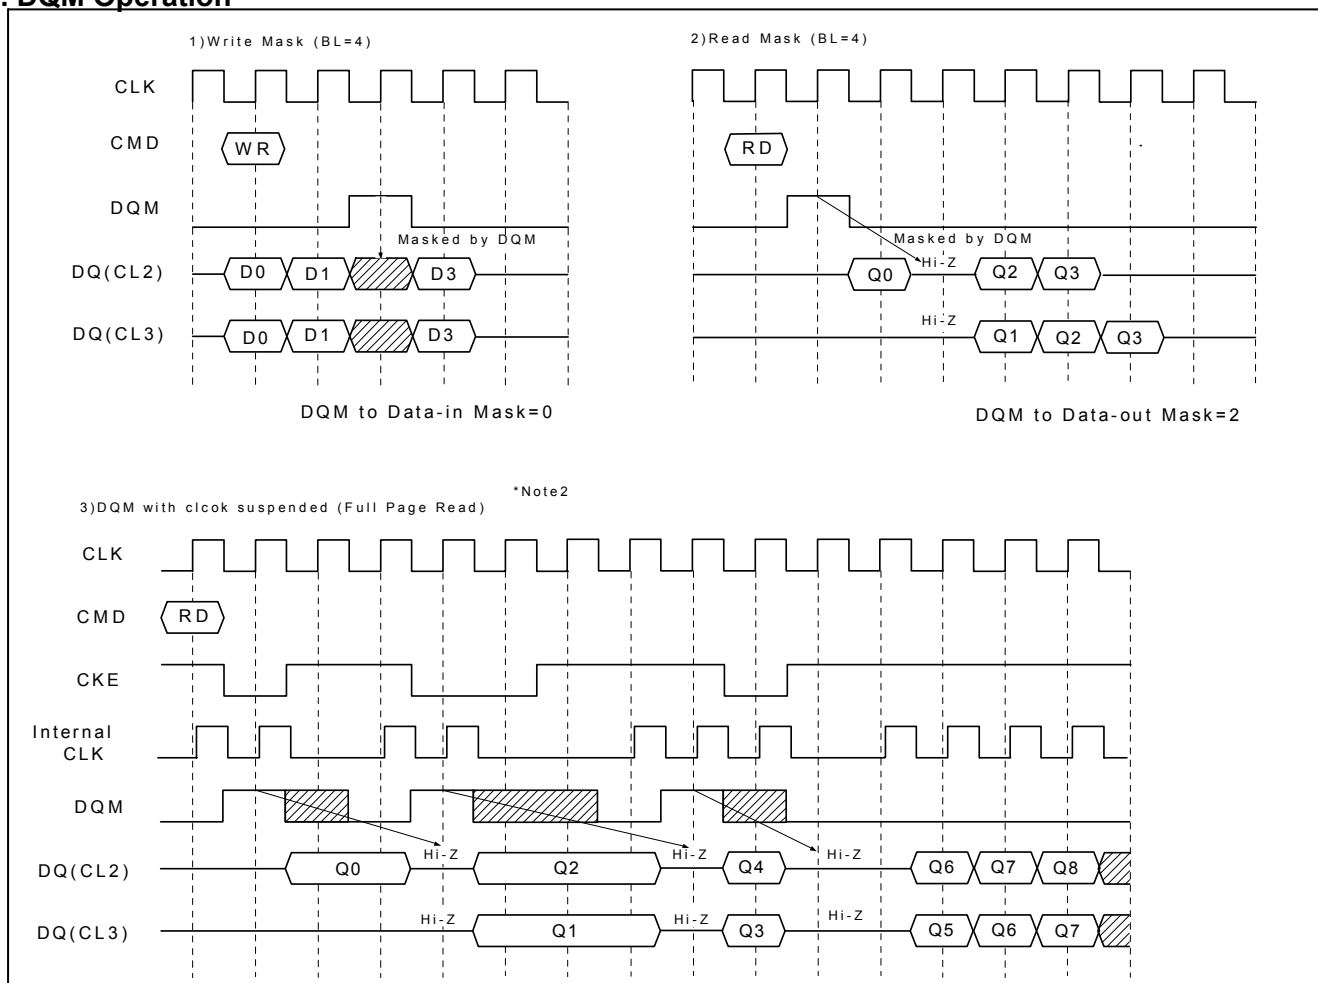 . DQM Operation
1)Write Mask (BL=4)
2)Read Mask (BL=4)
CLK
CMD
WR
RD
DQM
Masked by DQM
Masked by DQM
DQ(CL2)
D0
D1
D3
Q0
Hi-Z
Q2
Q3
DQ(CL3)
D0
D1
D3
Hi-Z
Q1
Q2
Q3
DQM to Data-in Mask=0
DQM to Data-out Mask=2
*Note2
3)DQM with clcok suspended (Full Page Read)
CLK
CMD
RD
CKE
Internal
CLK
DQM
DQ(CL2)
Q0
Hi-Z
Q2
Hi-Z
Q4
Hi-Z
Q6
Q7
Q8
DQ(CL3)
Hi-Z
Q1
Hi-Z
Q3
Hi-Z
Q5
Q6
Q7